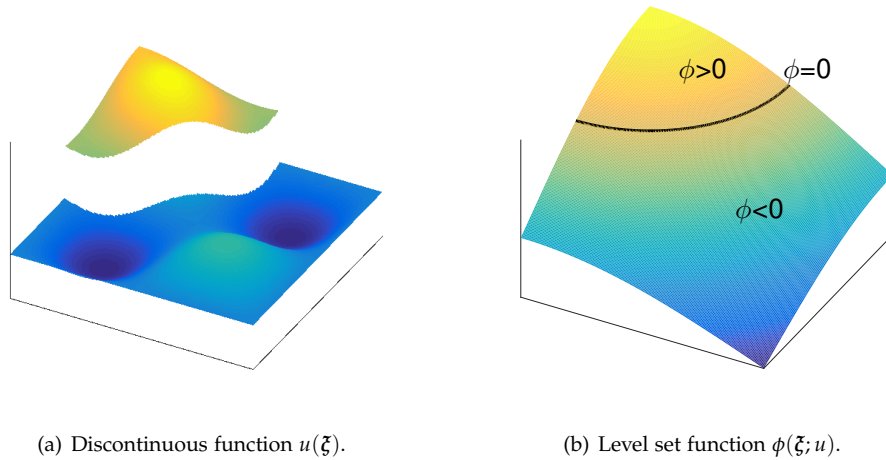 ϕ>0
ϕ=0
ϕ<0
(a) Discontinuous function u(ξ).
(b) Level set function ϕ(ξ; u).